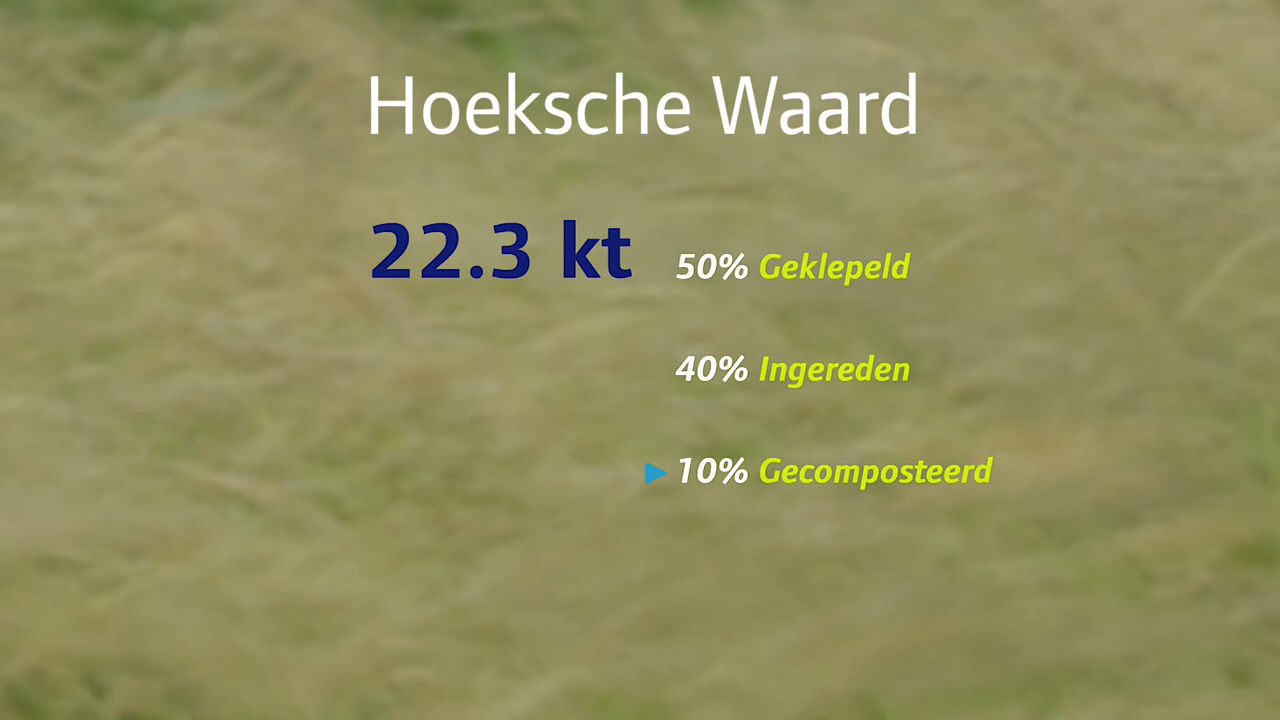 Hoeksche Waard
22.3 kt
50% Geklepeld
40% Ingereden
10% Gecomposteerd